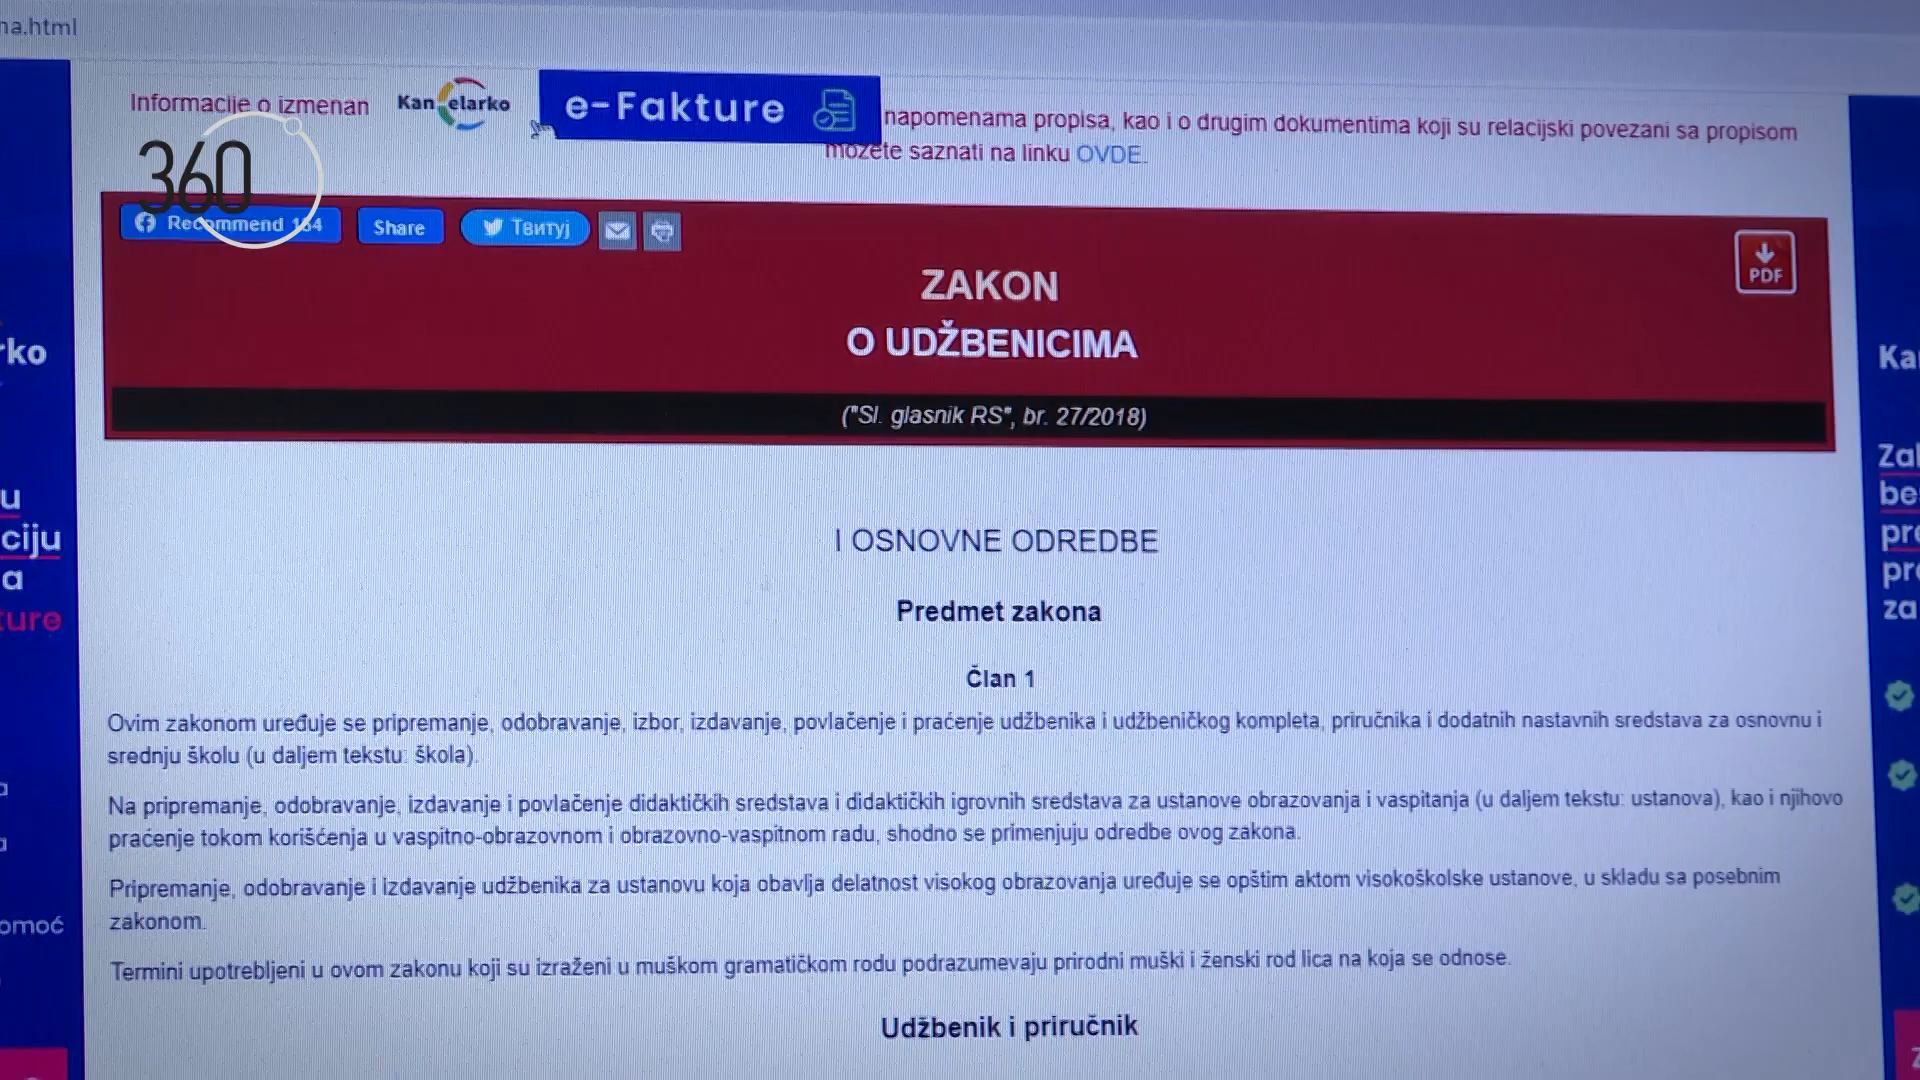 na.html
Informacije o izmenan
Kan elarko
e-Fakture
napomenama propisa, kao i o drugim dokumentima koji su relacijski povezani sa propisom
možete saznati na linku OVDE.
360
Recommend 164
Share
Твитуј
PDF
ZAKON
O UDŽBENICIMA
("Sl. glasnik RS", br. 27/2018)
rko
u
ciju
a
ture
omoć
Ka
Zal
be
pre
pre
za
I OSNOVNE ODREDBE
Predmet zakona
Član 1
Ovim zakonom uređuje se pripremanje, odobravanje, izbor, izdavanje, povlačenje i praćenje udžbenika i udžbeničkog kompleta, priručnika i dodatnih nastavnih sredstava za osnovnu i
srednju školu (u daljem tekstu: škola).
Na pripremanje, odobravanje, izdavanje i povlačenje didaktičkih sredstava i didaktičkih igrovnih sredstava za ustanove obrazovanja i vaspitanja (u daljem tekstu: ustanova), kao i njihovo
praćenje tokom korišćenja u vaspitno-obrazovnom i obrazovno-vaspitnom radu, shodno se primenjuju odredbe ovog zakona.
Pripremanje, odobravanje i izdavanje udžbenika za ustanovu koja obavlja delatnost visokog obrazovanja uređuje se opštim aktom visokoškolske ustanove, u skladu sa posebnim
zakonom.
Termini upotrebljeni u ovom zakonu koji su izraženi u muškom gramatičkom rodu podrazumevaju prirodni muški i ženski rod lica na koja se odnose.
Udžbenik i priručnik